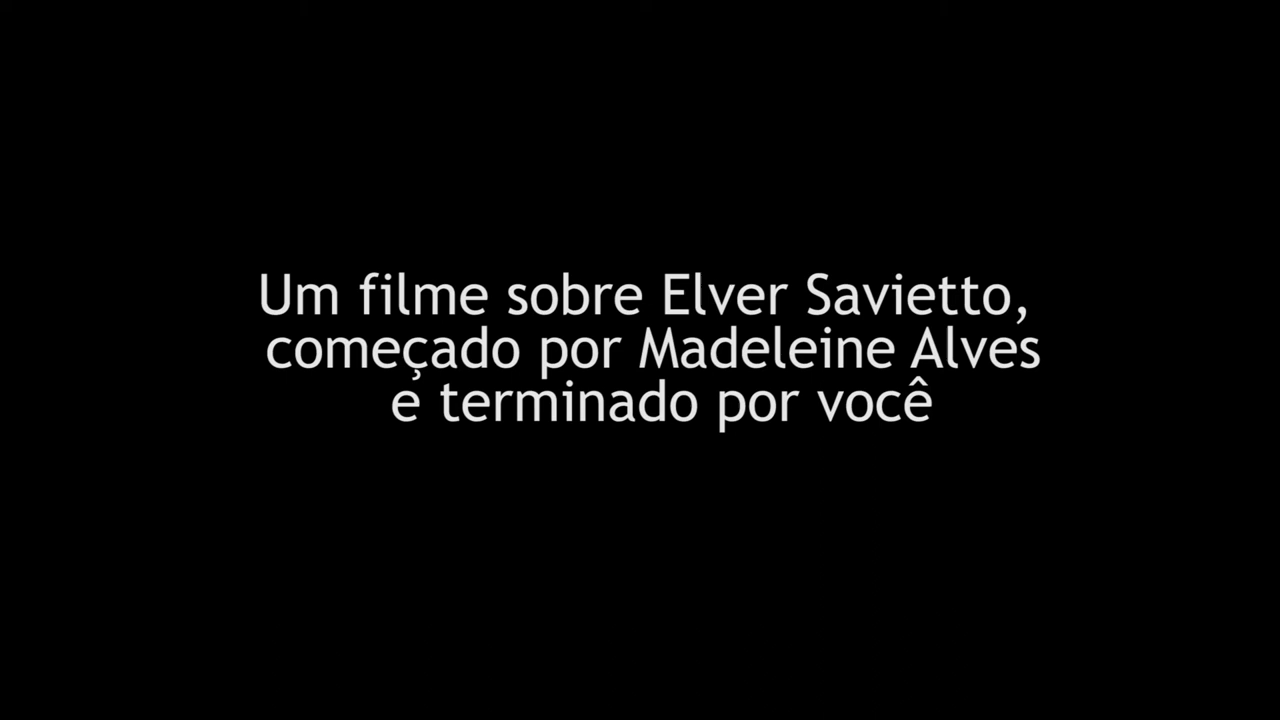 Um filme sobre Elver Savietto,
começado por Madeleine Alves
e terminado por você